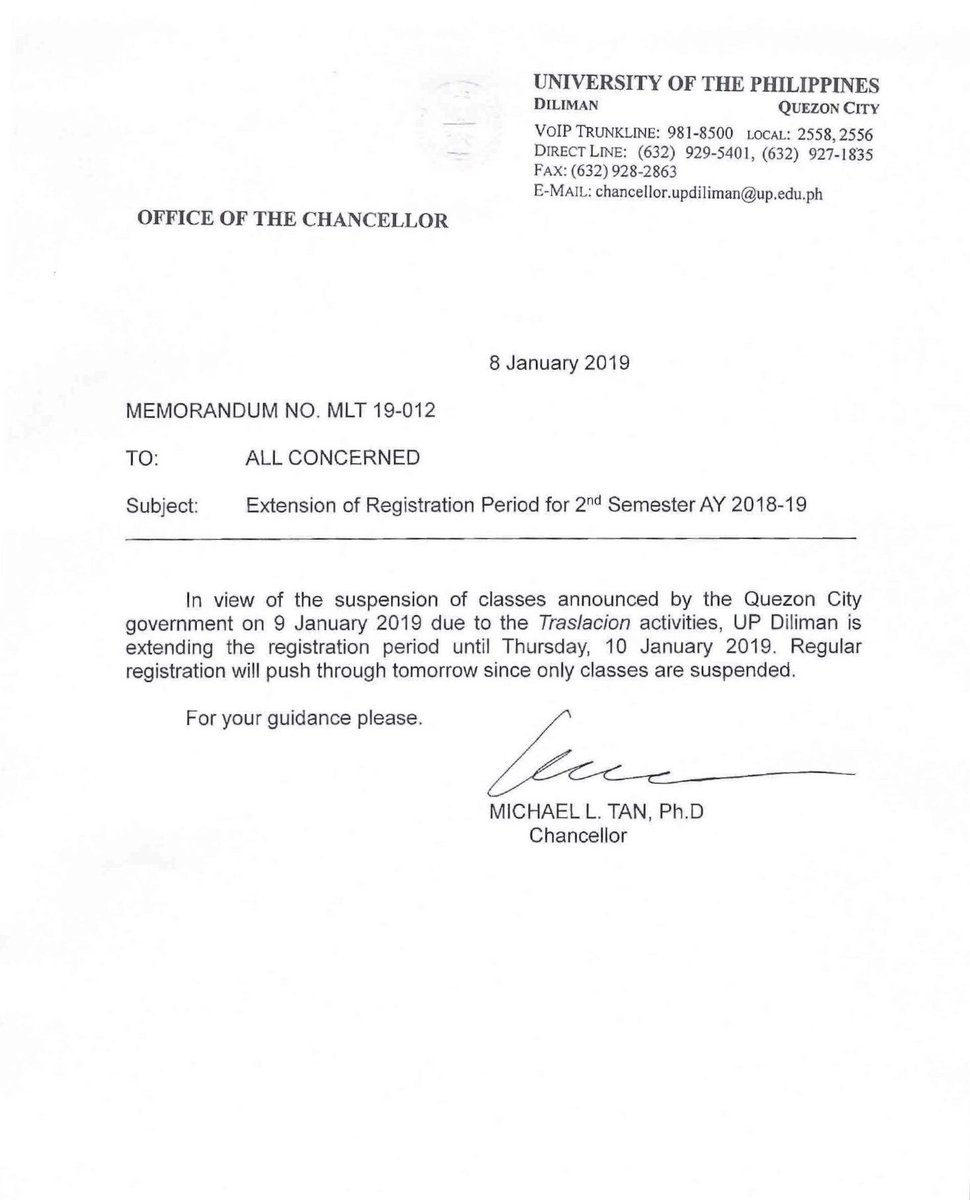 UNIVERSITY OF THE PHILIPPINES
DILIMAN QUEZON CITY
VOIP TRUNKLINE: 981-8500 LOCAL: 2558, 2556
DIRECT LINE: (632) 929-5401, (632) 927-1835
FAX: (632) 928-2863
E-MAIL: chancellor.updiliman@up.edu.ph
OFFICE OF THE CHANCELLOR
8 January 2019
MEMORANDUM NO. MLT 19-012
TO: ALL CONCERNED
Subject: Extension of Registration Period for 2nd Semester AY 2018-19
In view of the suspension of classes announced by the Quezon City
government on 9 January 2019 due to the Traslacion activities, UP Diliman is
extending the registration period until Thursday, 10 January 2019. Regular
registration will push through tomorrow since only classes are suspended.
For your guidance please.
MICHAEL L. TAN, Ph.D
Chancellor